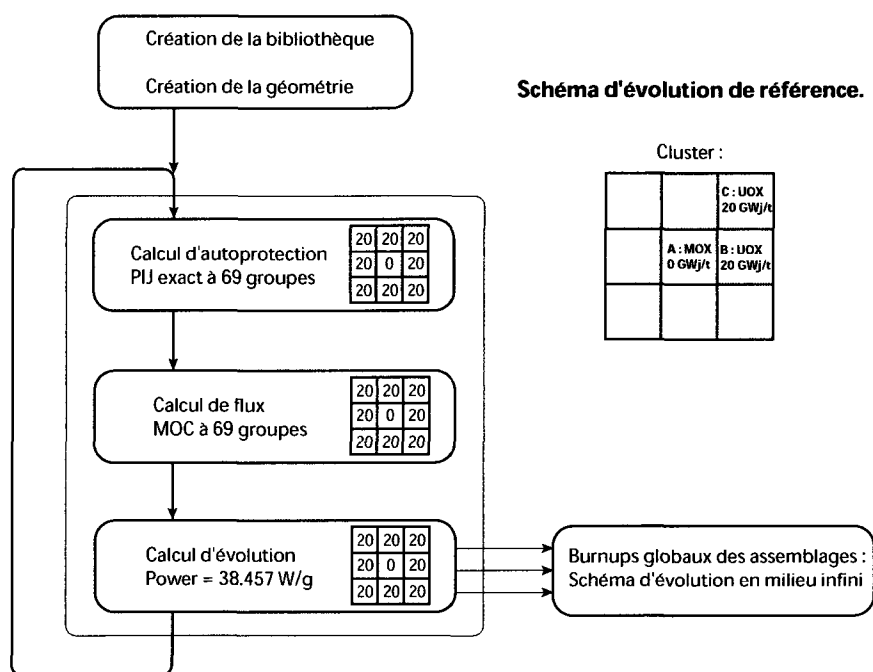 Création de la bibliothèque
Création de la géométrie
Schéma d'évolution de référence.
Cluster :
C : UOX
20 GWj/t
A : MOX
0 GWj/t
B : UOX
20 GWj/t
Calcul d'autoprotection
PIJ exact à 69 groupes
20 20 20
20 0 20
20 20 20
Calcul de flux
MOC à 69 groupes
20 20 20
20 0 20
20 20 20
Calcul d'évolution
Power = 38.457 W/g
20 20 20
20 0 20
20 20 20
Burnups globaux des assemblages :
Schéma d'évolution en milieu infini